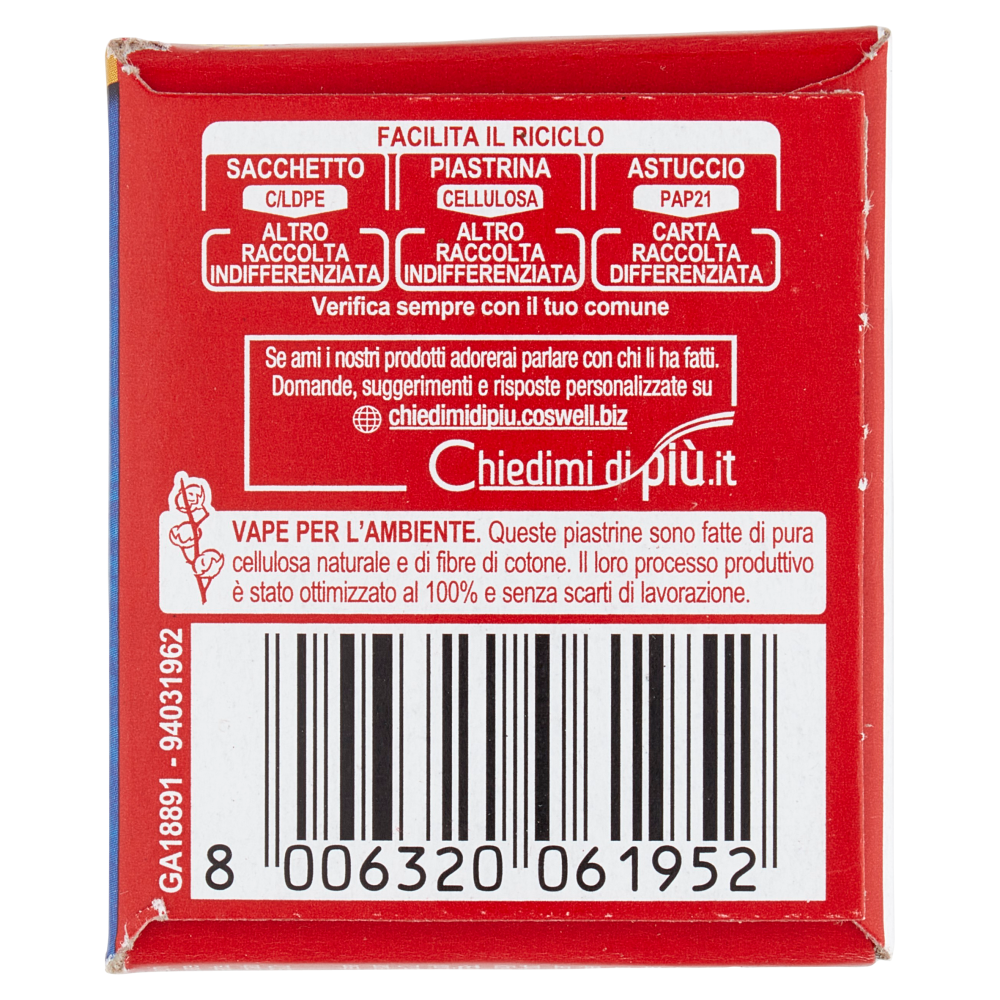 FACILITA IL RICICLO
SACCHETTO PIASTRINA ASTUCCIO
C/LDPE CELLULOSA PAP21
ALTRO RACCOLTA INDIFFERENZIATA
ALTRO RACCOLTA INDIFFERENZIATA
CARTA RACCOLTA DIFFERENZIATA
Verifica sempre con il tuo comune
Se ami i nostri prodotti adorerai parlare con chi li ha fatti.
Domande, suggerimenti e risposte personalizzate su
chiedimidipiu.coswell.biz
Chiedimi di più.it
VAPE PER L'AMBIENTE. Queste piastrine sono fatte di pura
cellulosa naturale e di fibre di cotone. Il loro processo produttivo
è stato ottimizzato al 100% e senza scarti di lavorazione.
GA18891 - 94031962
8 006320 061952